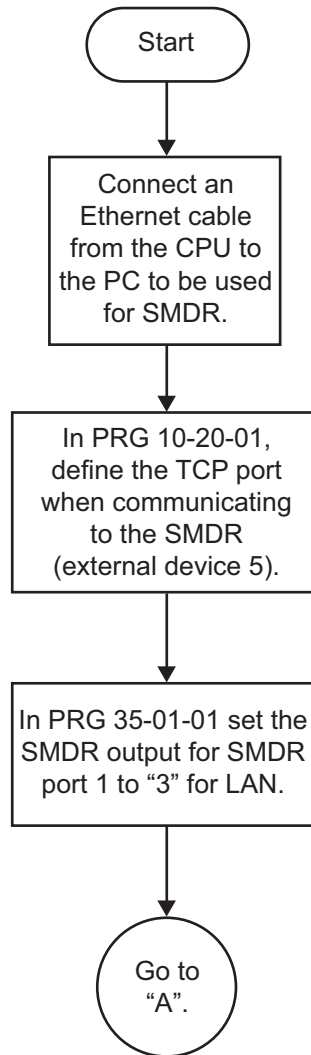 Start
Connect an
Ethernet cable
from the CPU to
the PC to be used
for SMDR.
In PRG 10-20-01,
define the TCP port
when communicating
to the SMDR
(external device 5).
In PRG 35-01-01 set the
SMDR output for SMDR
port 1 to “3” for LAN.
Go to
“A”.